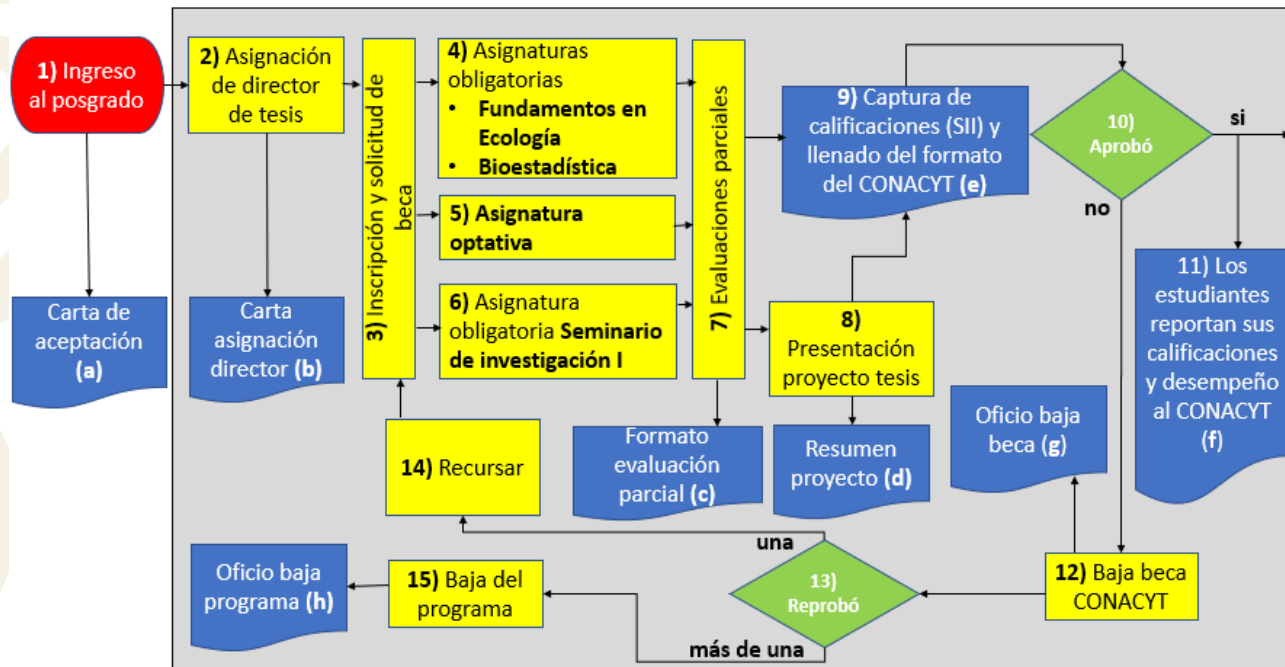 1) Ingreso
al posgrado
Carta de
aceptación
(a)
2) Asignación
de director
de tesis
Carta
asignación
director (b)
3) Inscripción y solicitud de
beca
4) Asignaturas
obligatorias
• Fundamentos en
Ecología
• Bioestadística
5) Asignatura
optativa
6) Asignatura
obligatoria Seminario
de investigación I
7) Evaluaciones parciales
Formato
evaluación
parcial (c)
8)
Presentación
proyecto tesis
Resumen
proyecto (d)
9) Captura de
calificaciones (SII) y
llenado del formato
del CONACYT (e)
10)
Aprobó
si
no
11) Los
estudiantes
reportan sus
calificaciones
y desempeño
al CONACYT
(f)
12) Baja beca
CONACYT
Oficio baja
beca (g)
13)
Reprobó
una
más de una
14) Recursar
15) Baja del
programa
Oficio baja
programa (h)